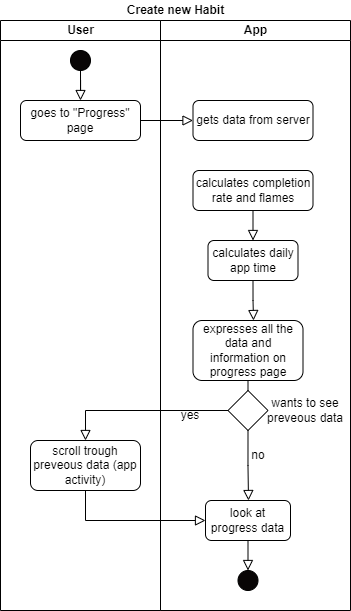 Create new Habit
User
App
goes to "Progress"
page
gets data from server
calculates completion
rate and flames
calculates daily
app time
expresses all the
data and
information on
progress page
wants to see
preveous data
yes
no
scroll trough
preveous data (app
activity)
look at
progress data